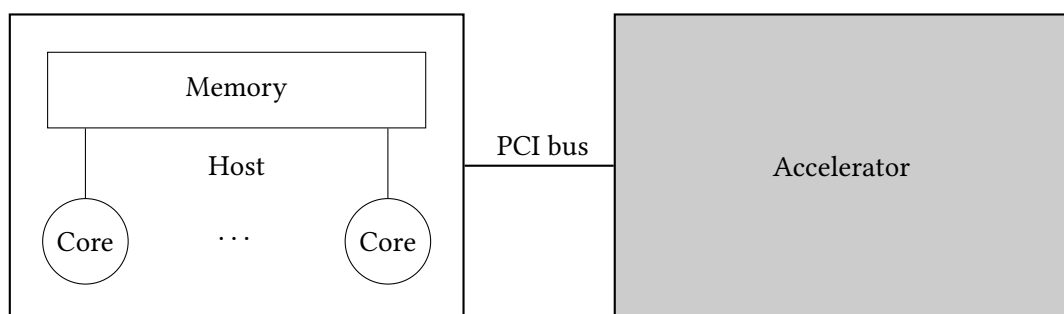 Memory
PCI bus
Host
Accelerator
Core
. . .
Core